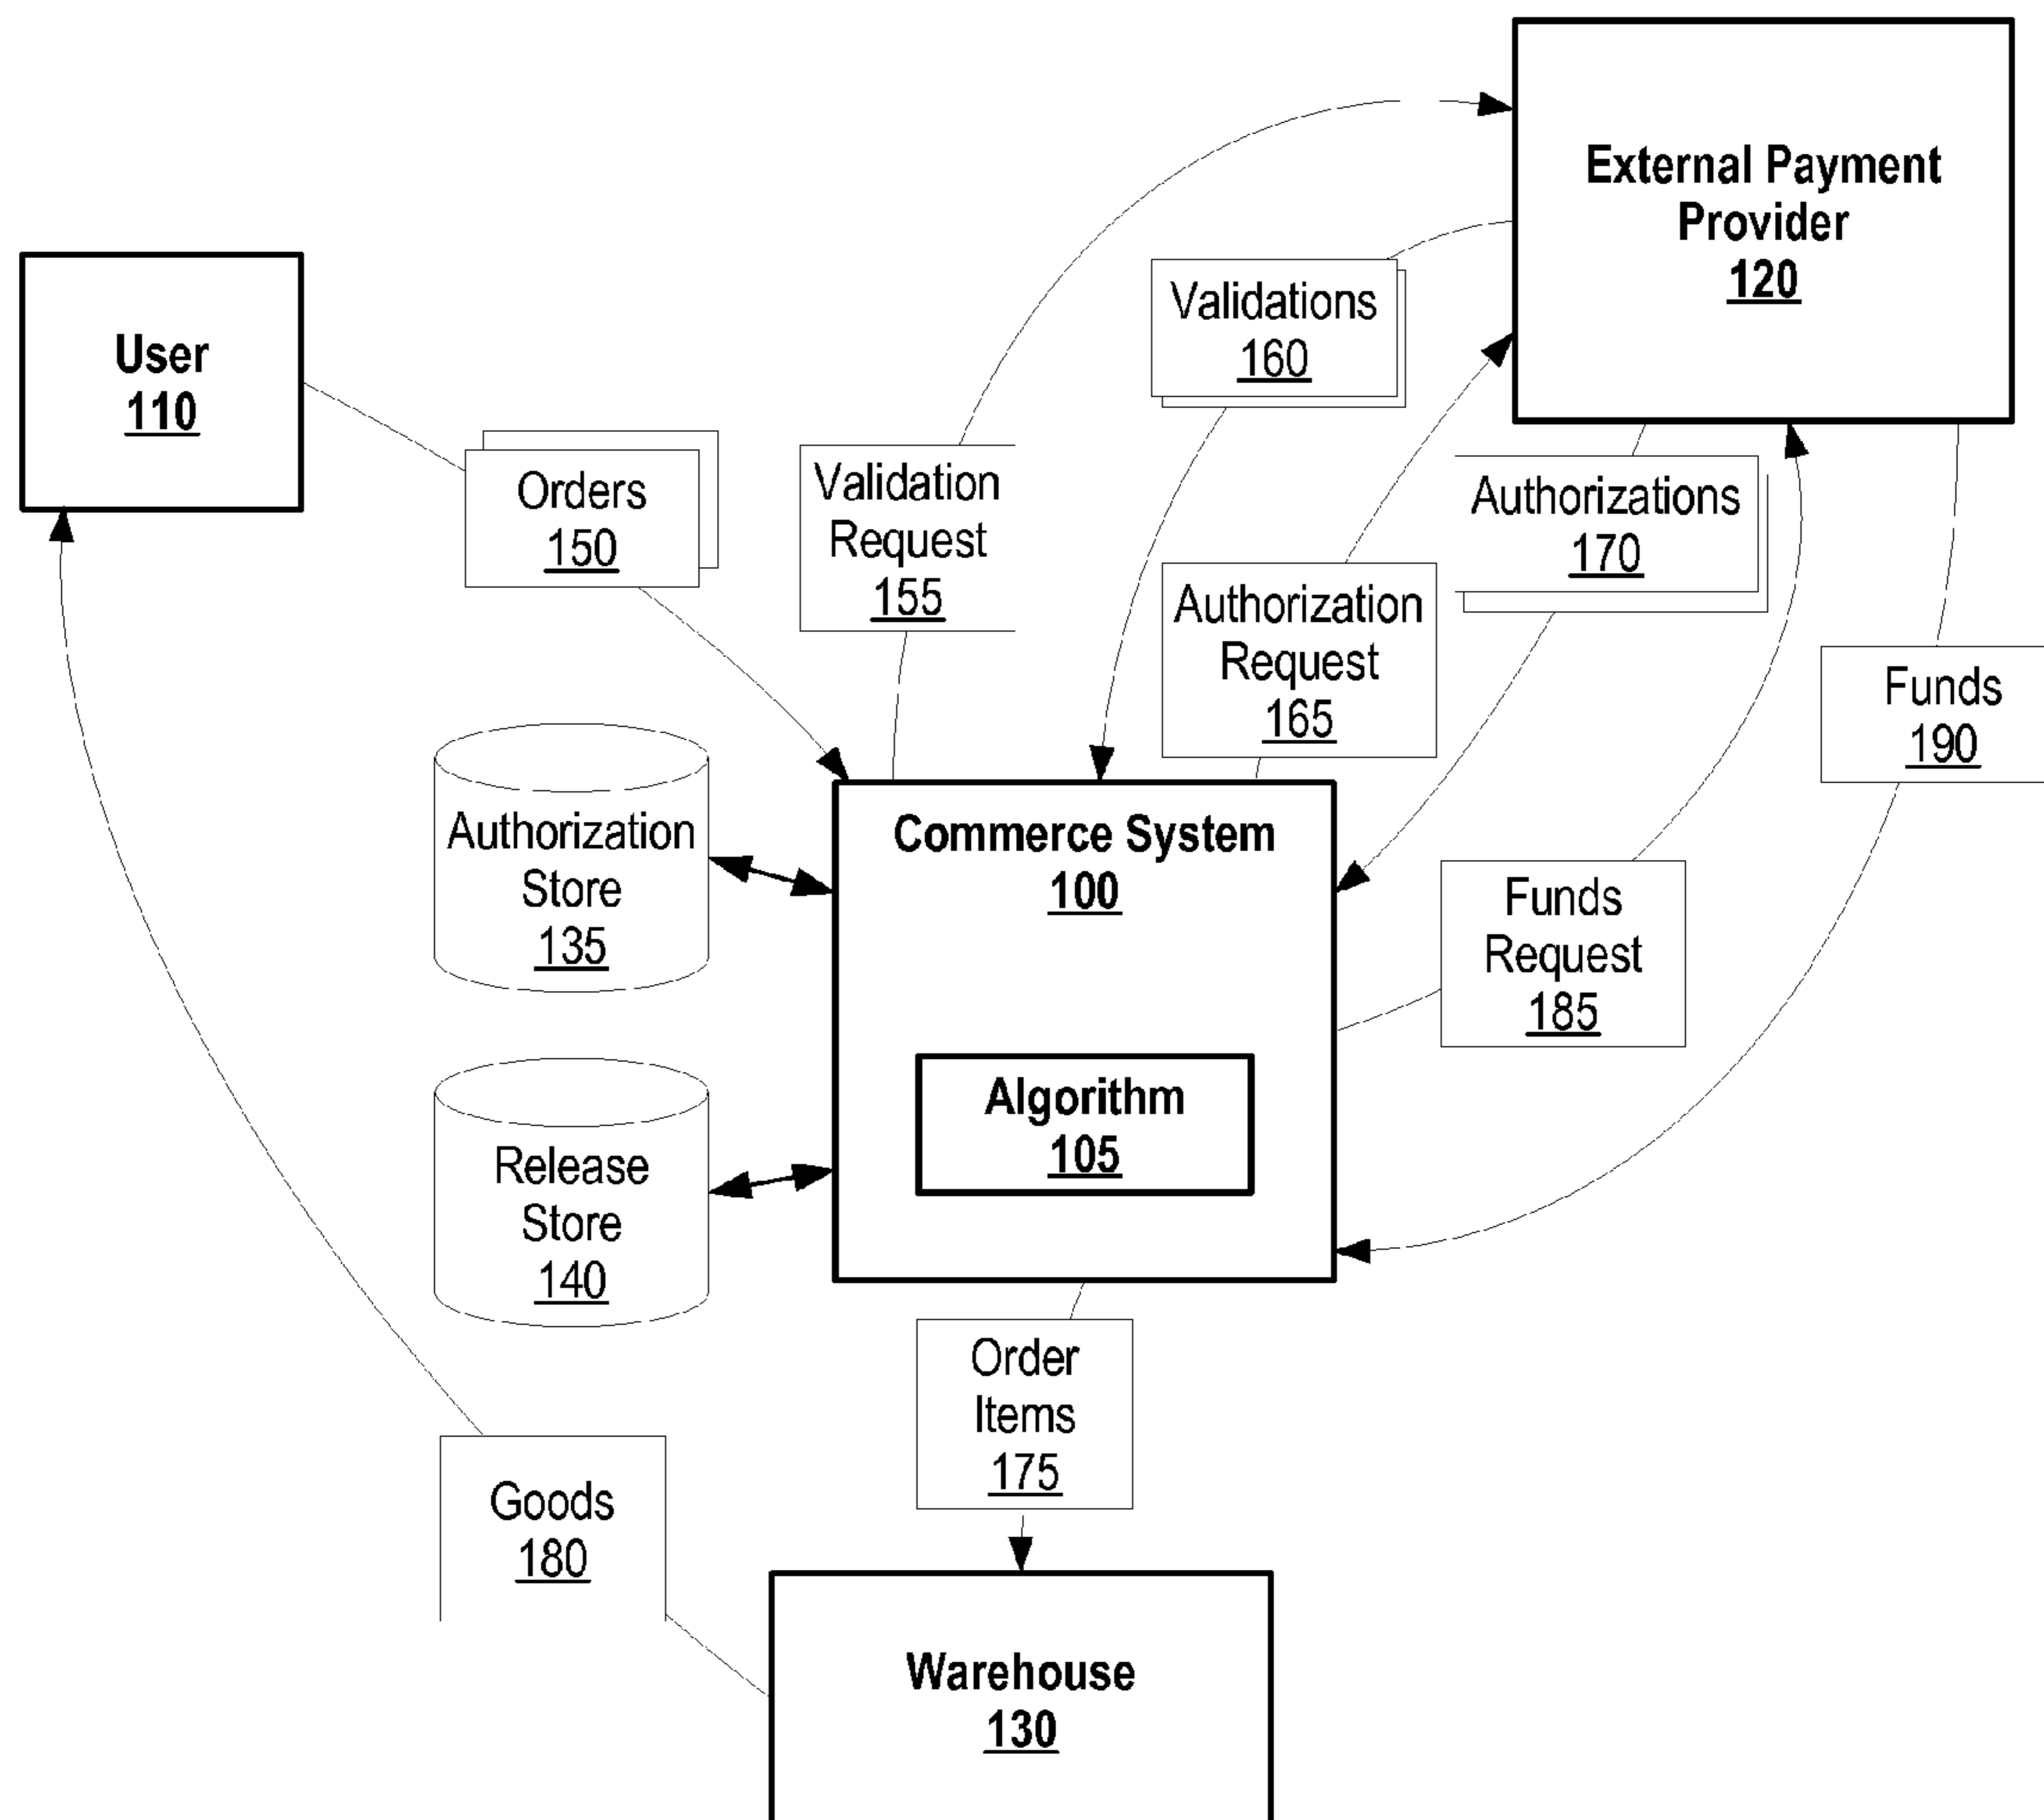 External Payment
Provider
120
User
110
Validations
160
Orders
150
Validation
Request
155
Authorizations
170
Authorization
Request
165
Funds
190
Authorization
Store
135
Commerce System
100
Funds
Request
185
Algorithm
105
Release
Store
140
Order
Items
175
Goods
180
Warehouse
130